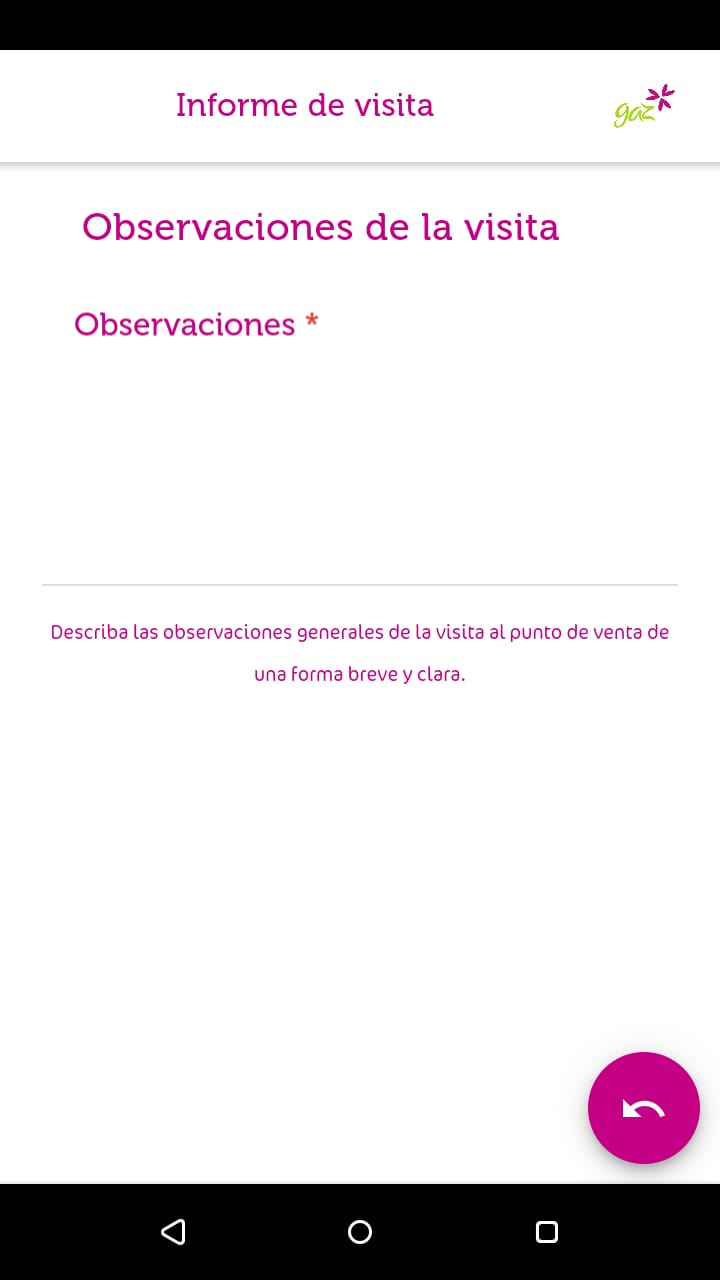 Informe de visita
gaz
Observaciones de la visita
Observaciones *
Describa las observaciones generales de la visita al punto de venta de
una forma breve y clara.